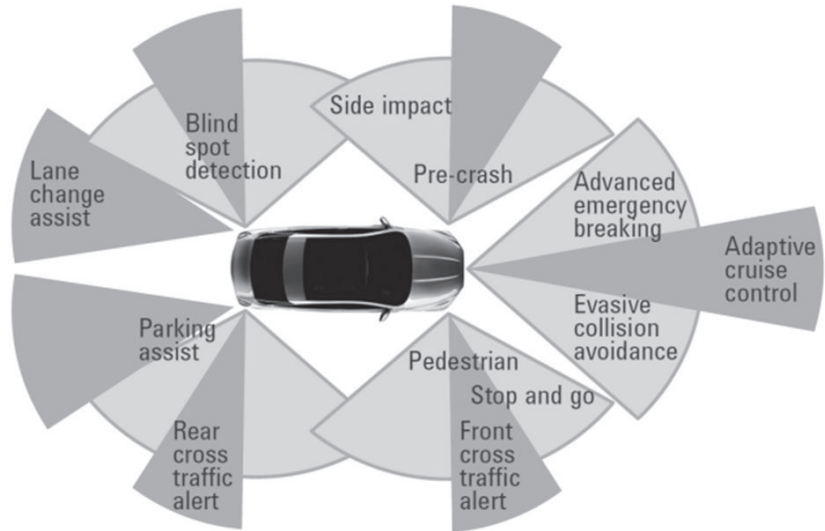 Side impact
Blind
spot
detection
Pre-crash
Lane
change
assist
Advanced
emergency
breaking
Adaptive
cruise
control
Evasive
collision
avoidance
Parking
assist
Pedestrian
Stop and go
Rear
cross
traffic
alert
Front
cross
traffic
alert